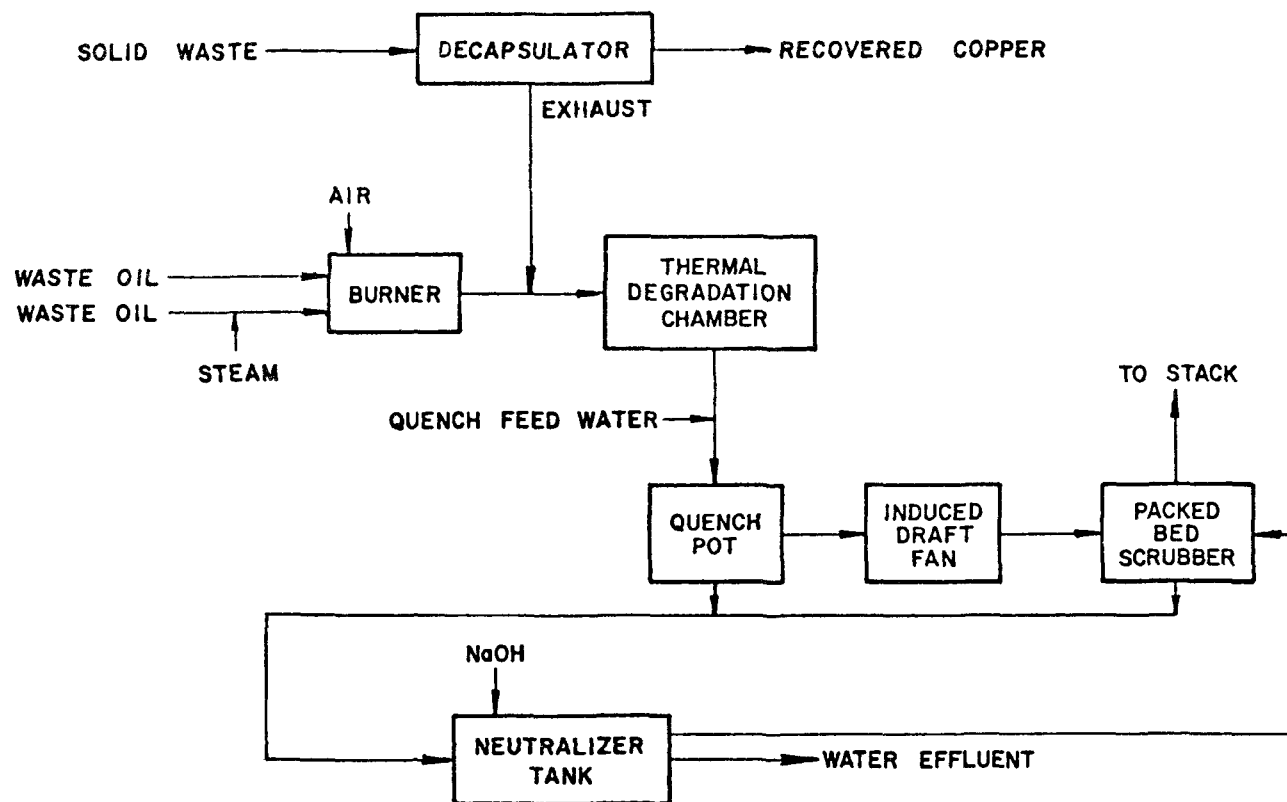 SOLID WASTE
DECAPSULATOR
RECOVERED COPPER
EXHAUST
AIR
WASTE OIL
WASTE OIL
BURNER
THERMAL
DEGRADATION
CHAMBER
STEAM
TO STACK
QUENCH FEED WATER
QUENCH
POT
INDUCED
DRAFT
FAN
PACKED
BED
SCRUBBER
NaOH
NEUTRALIZER
TANK
WATER EFFLUENT